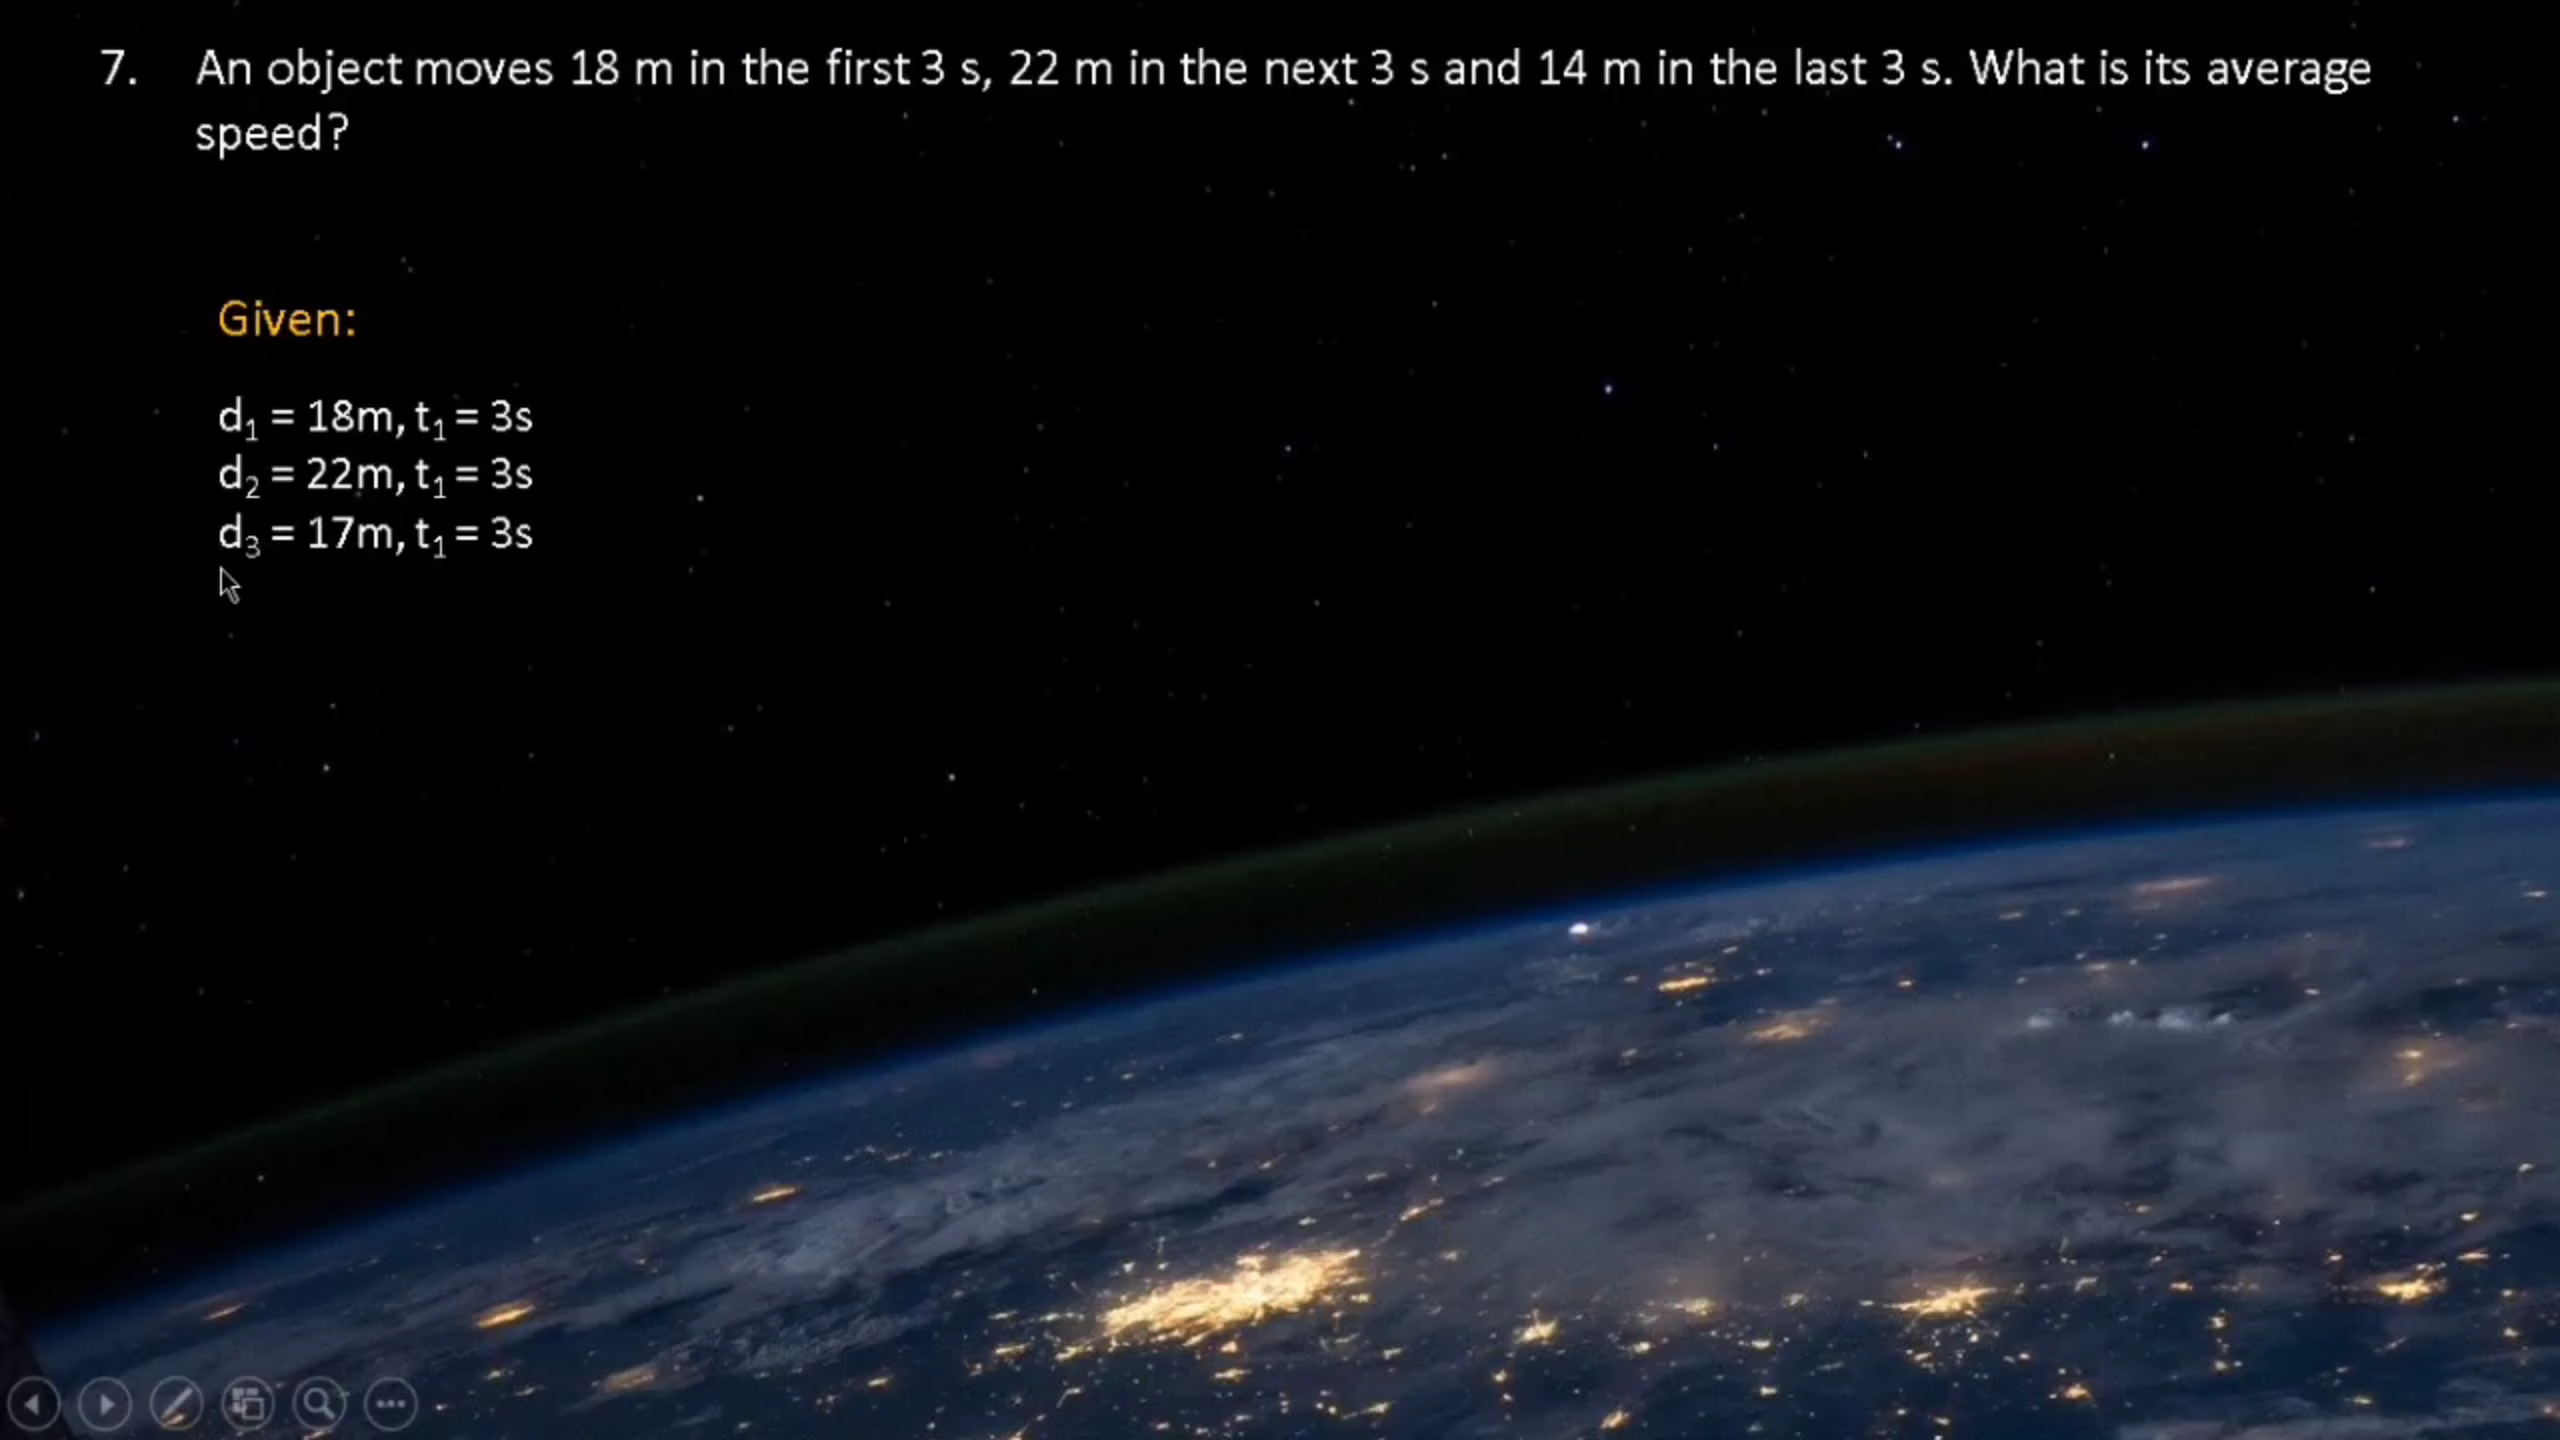 7. An object moves 18 m in the first 3 s, 22 m in the next 3 s and 14 m in the last 3 s. What is its average
speed?
Given:
d₁ = 18m, t₁ = 3s
d₂ = 22m, t₁ = 3s
d₃ = 17m, t₁ = 3s